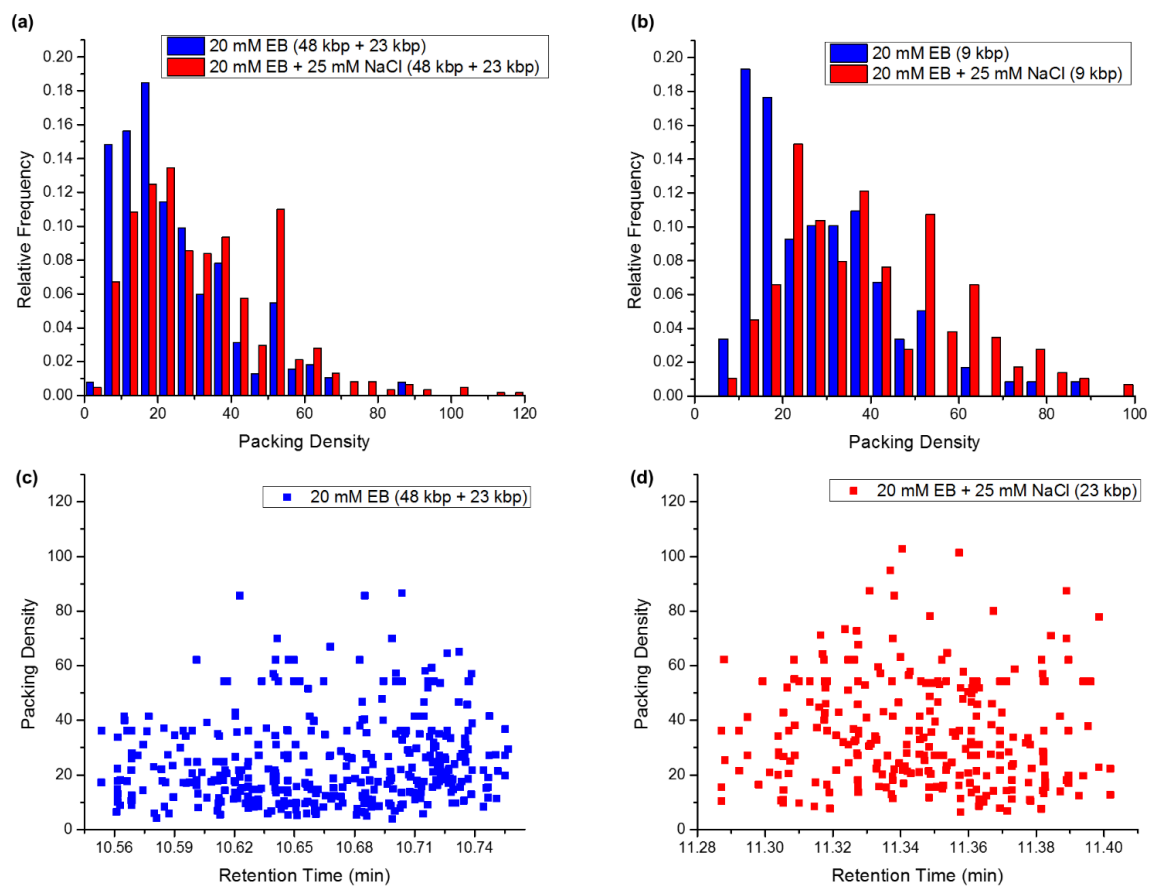 (a)
20 mM EB (48 kbp + 23 kbp)
20 mM EB + 25 mM NaCl (48 kbp + 23 kbp)
Relative Frequency
0.20
0.18
0.16
0.14
0.12
0.10
0.08
0.06
0.04
0.02
0.00
0 20 40 60 80 100 120
Packing Density
(b)
20 mM EB (9 kbp)
20 mM EB + 25 mM NaCl (9 kbp)
Relative Frequency
0.20
0.18
0.16
0.14
0.12
0.10
0.08
0.06
0.04
0.02
0.00
0 20 40 60 80 100
Packing Density
(c)
20 mM EB (48 kbp + 23 kbp)
Packing Density
120
100
80
60
40
20
0
10.56 10.59 10.62 10.65 10.68 10.71 10.74
Retention Time (min)
(d)
20 mM EB + 25 mM NaCl (23 kbp)
Packing Density
120
100
80
60
40
20
0
11.28 11.30 11.32 11.34 11.36 11.38 11.40
Retention Time (min)